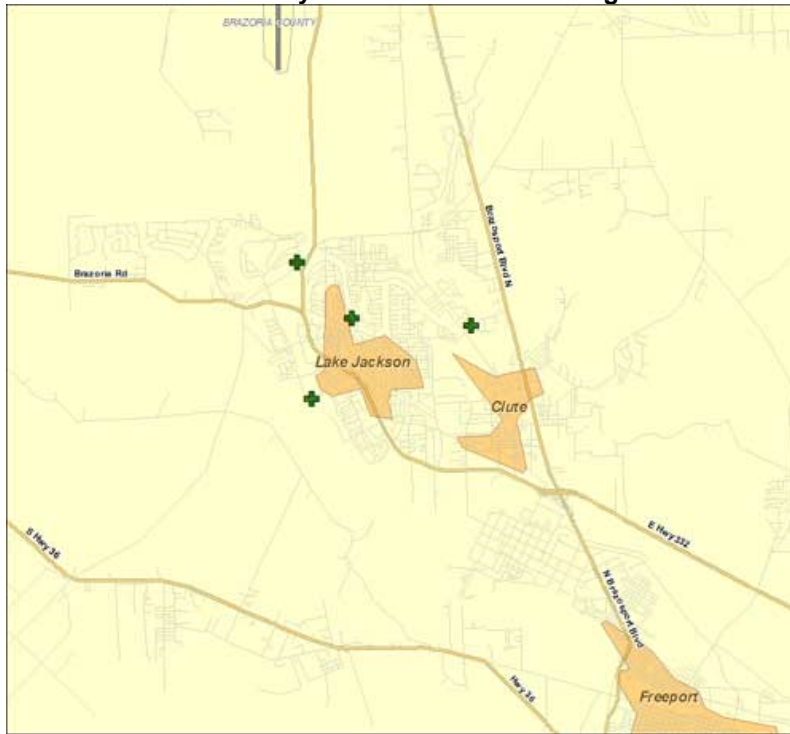 BRAZORIA COUNTY
Brazosport Blvd N
Brazoria Rd
Lake Jackson
Clute
S Hwy 36
E Hwy 332
N Brazosport Blvd
Hwy 36
Freeport